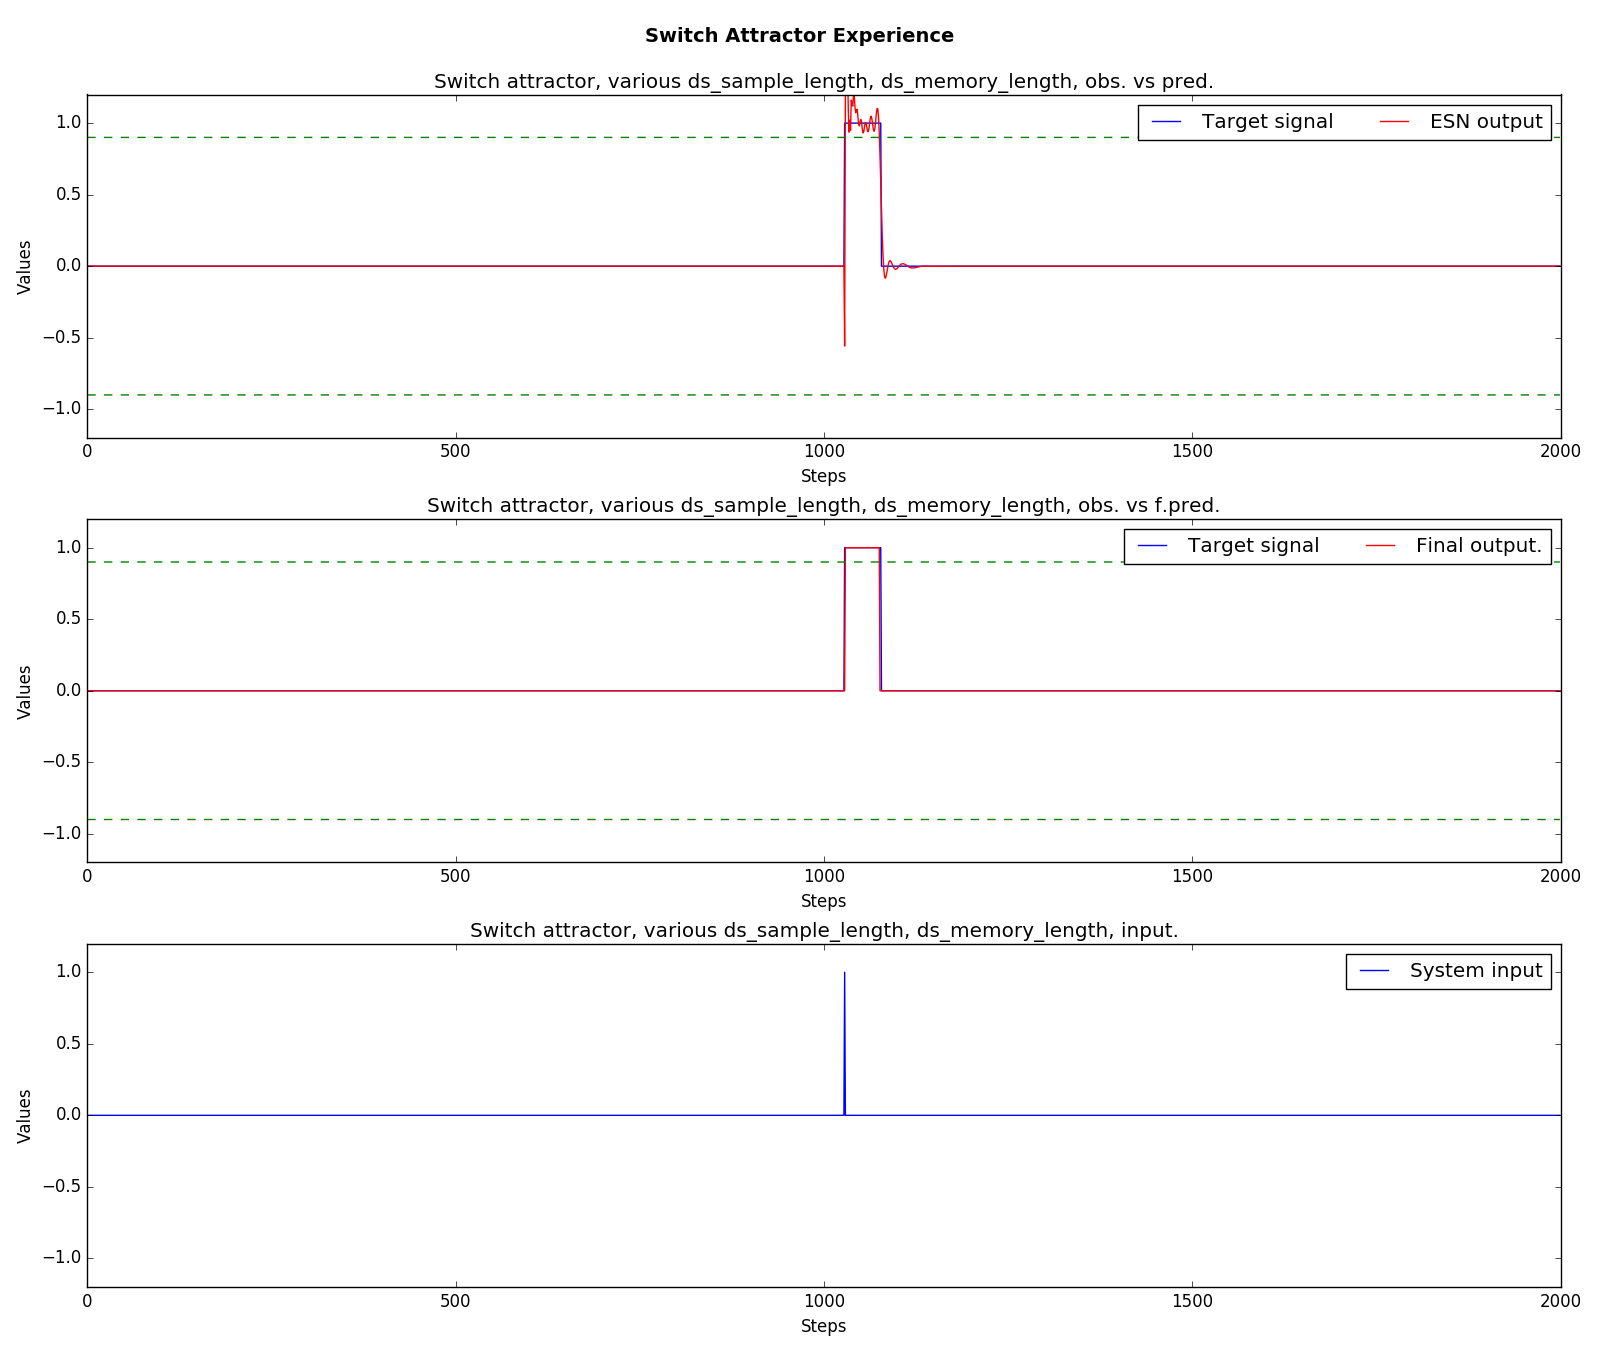 Switch Attractor Experience
Switch attractor, various ds_sample_length, ds_memory_length, obs. vs pred.
Target signal ESN output
1.0
0.5
0.0
−0.5
−1.0
Values
0 500 1000 1500 2000
Steps
Switch attractor, various ds_sample_length, ds_memory_length, obs. vs f.pred.
Target signal Final output.
1.0
0.5
0.0
−0.5
−1.0
Values
0 500 1000 1500 2000
Steps
Switch attractor, various ds_sample_length, ds_memory_length, input.
System input
1.0
0.5
0.0
−0.5
−1.0
Values
0 500 1000 1500 2000
Steps